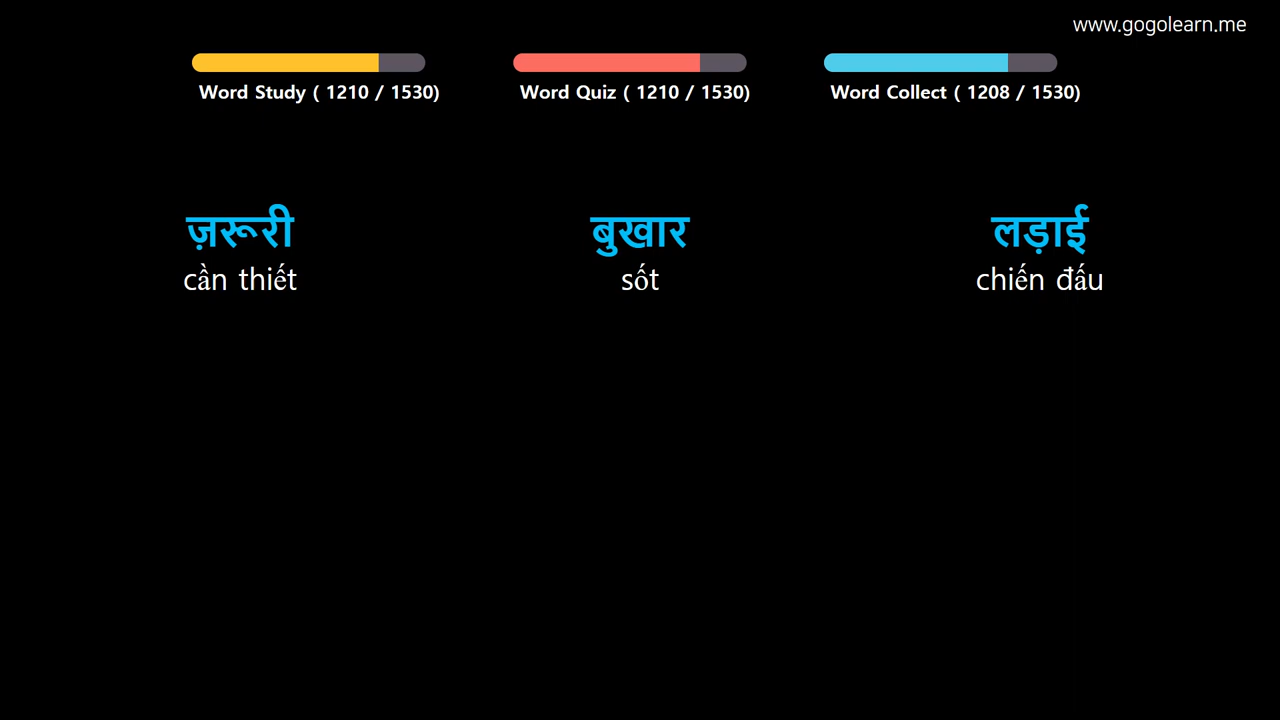 www.gogolearn.me
Word Study ( 1210 / 1530)
Word Quiz ( 1210 / 1530)
Word Collect ( 1208 / 1530)
ज़रूरी
cần thiết
बुखार
sốt
लड़ाई
chiến đấu